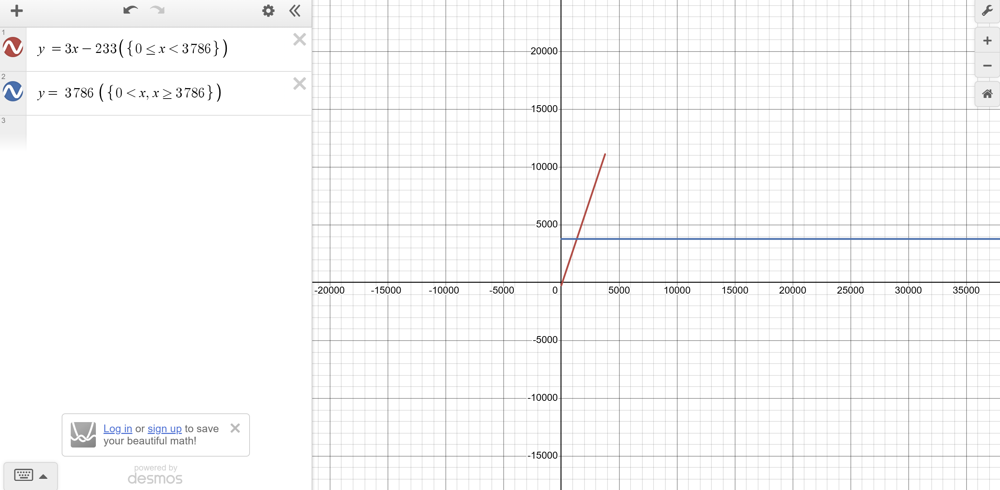 1
y = 3x − 233({0 ≤ x < 3786})
2
y = 3786 ({0 < x, x ≥ 3786})
3
Log in or sign up to save
your beautiful math!
powered by
desmos
20000
15000
10000
5000
-20000 -15000 -10000 -5000 0 5000 10000 15000 20000 25000 30000 35000
-5000
-10000
-15000